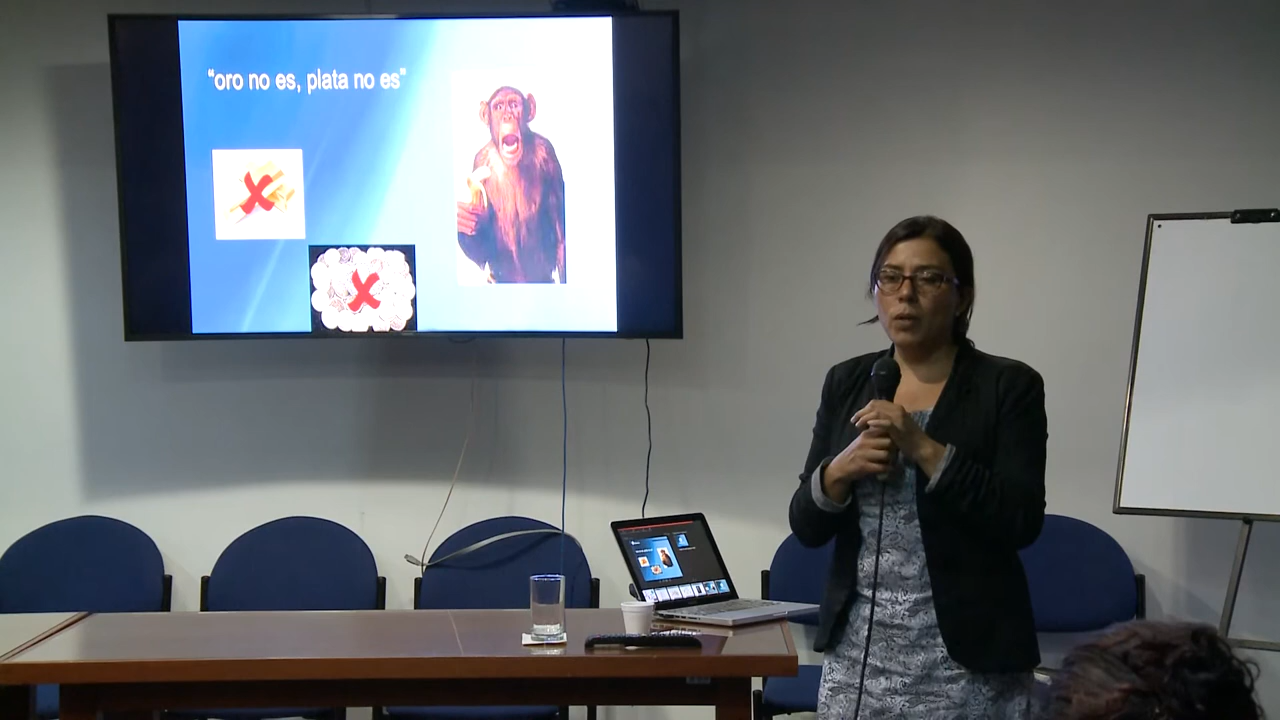 "oro no es, plata no es"